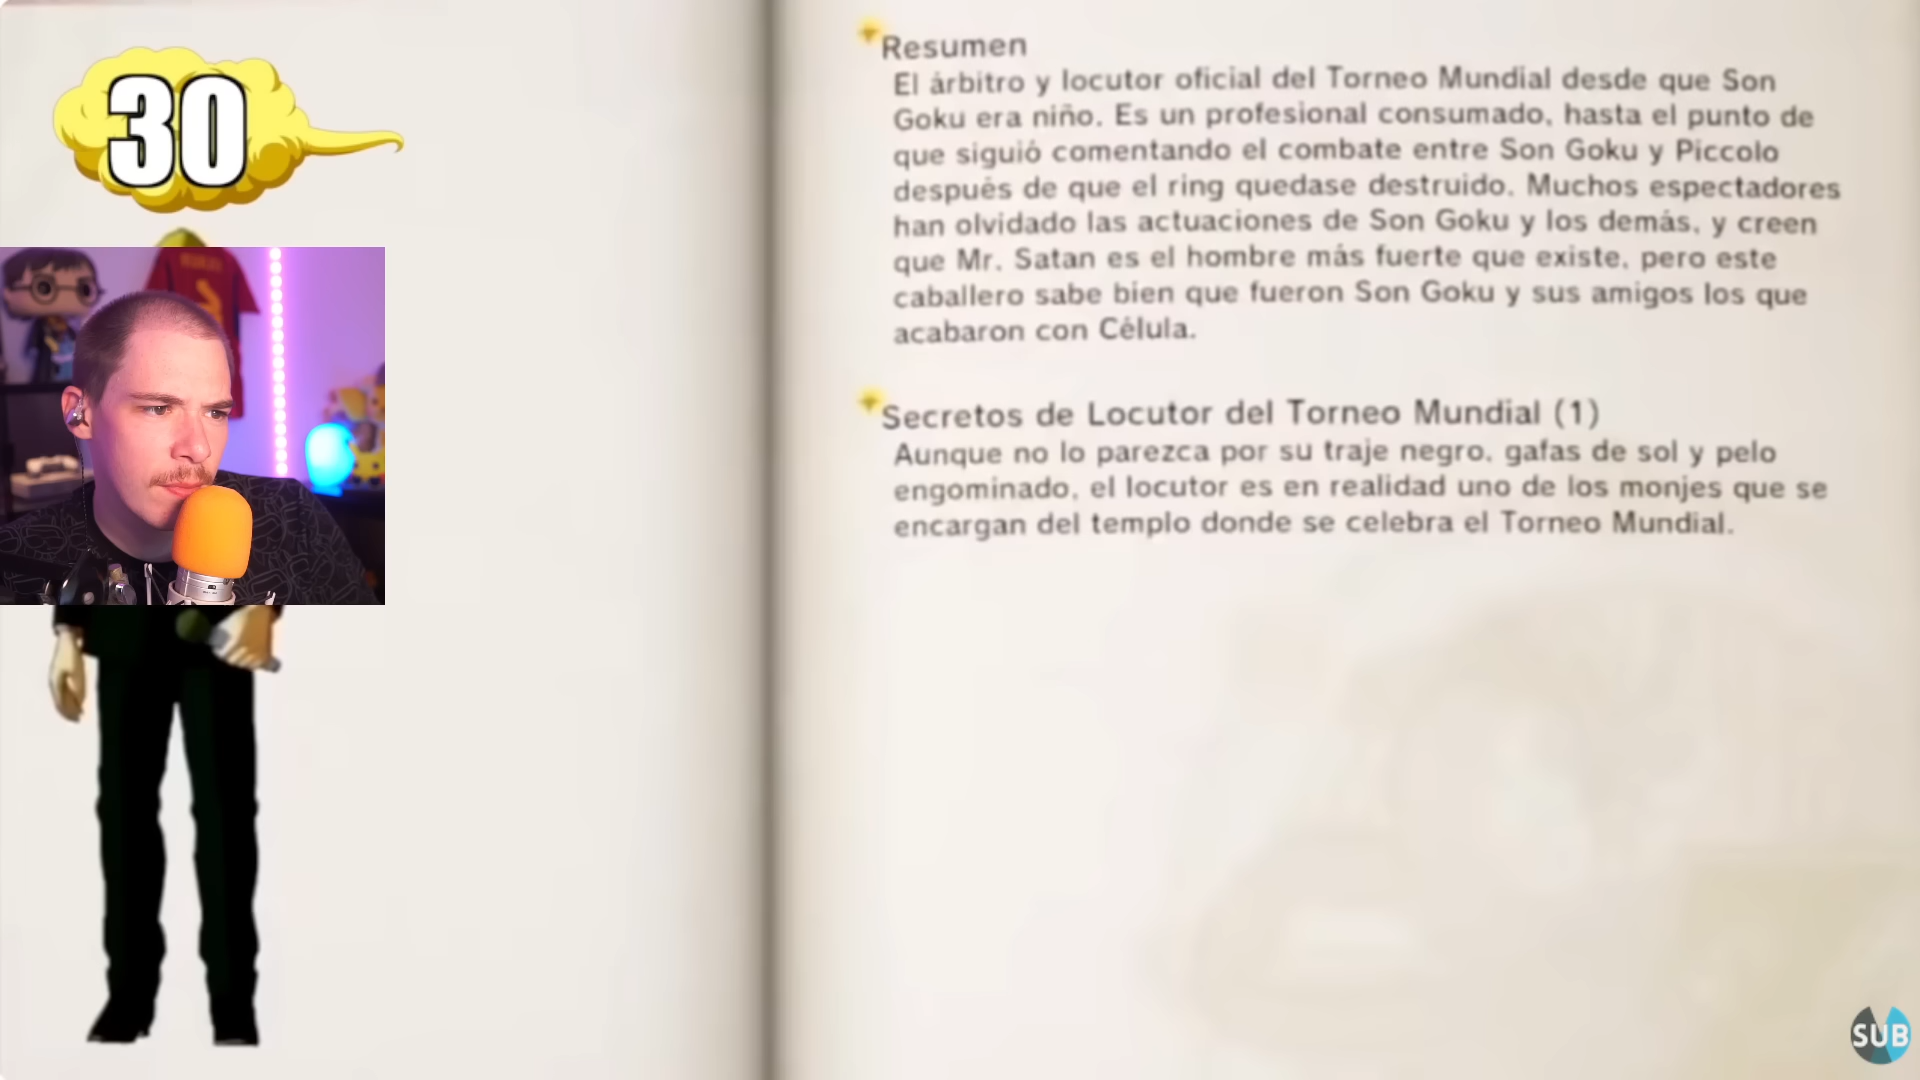 30
Resumen
El árbitro y locutor oficial del Torneo Mundial desde que Son
Goku era niño. Es un profesional consumado, hasta el punto de
que siguió comentando el combate entre Son Goku y Piccolo
después de que el ring quedase destruido. Muchos espectadores
han olvidado las actuaciones de Son Goku y los demás, y creen
que Mr. Satan es el hombre más fuerte que existe, pero este
caballero sabe bien que fueron Son Goku y sus amigos los que
acabaron con Célula.
Secretos de Locutor del Torneo Mundial (1)
Aunque no lo parezca por su traje negro, gafas de sol y pelo
engominado, el locutor es en realidad uno de los monjes que se
encargan del templo donde se celebra el Torneo Mundial.
SUB